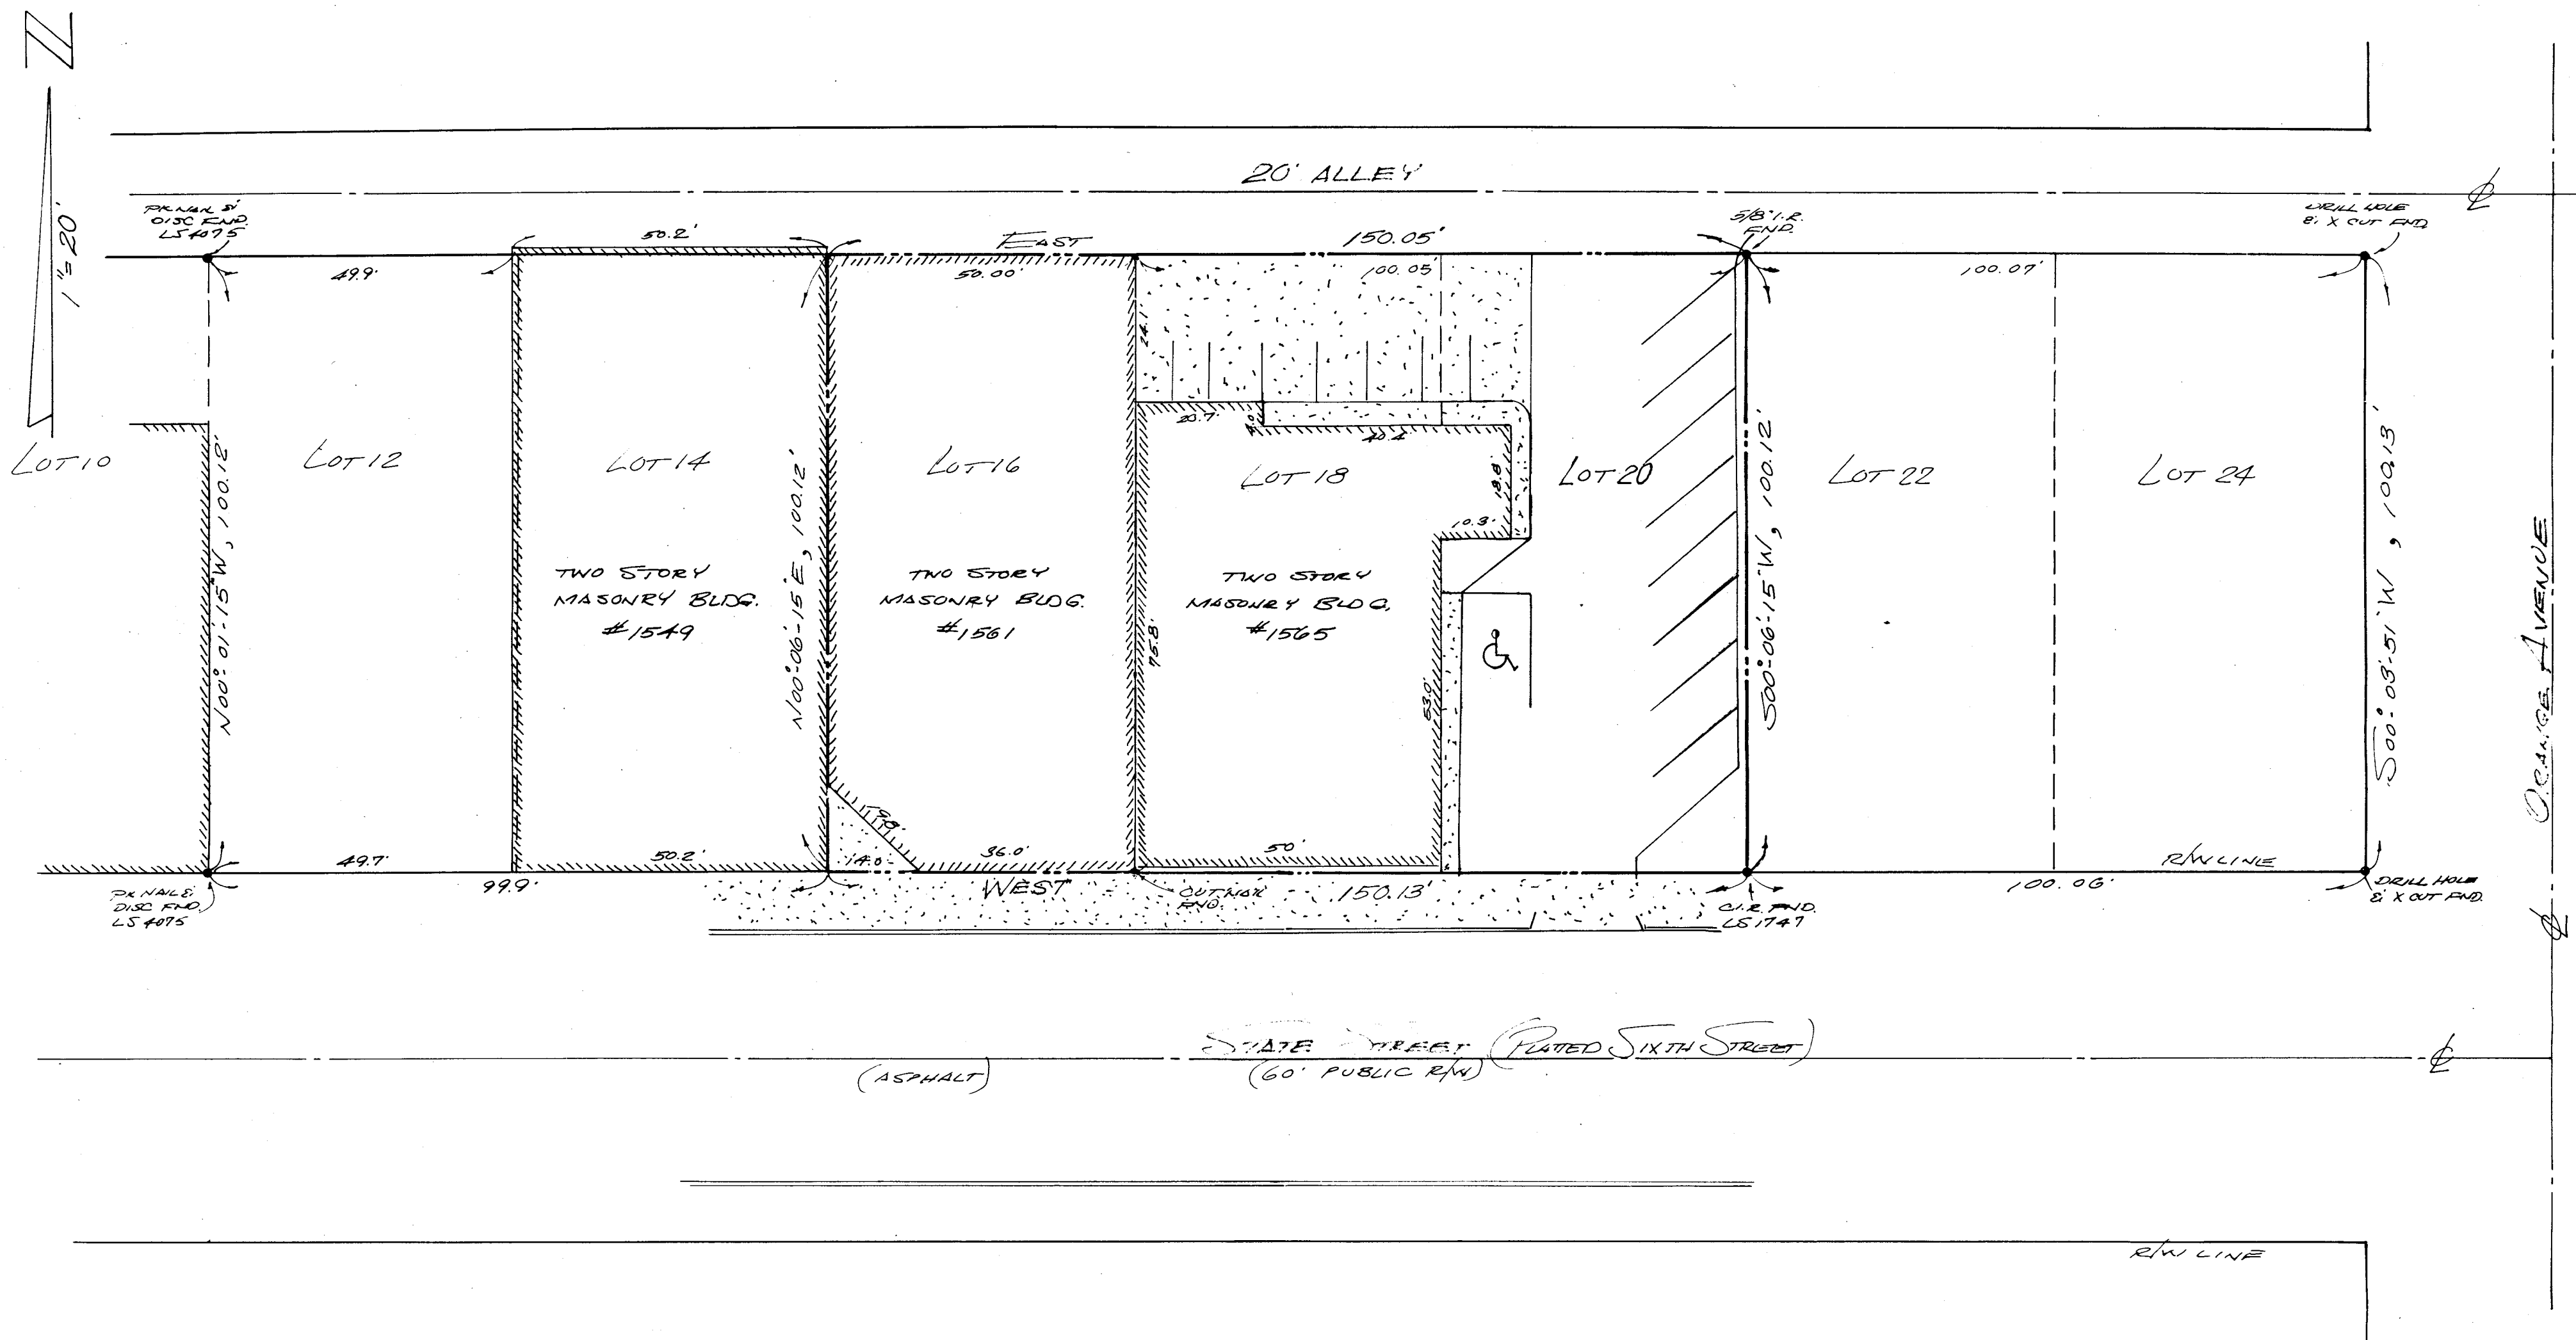 N
1"=20'
20' ALLEY
℄
PK NAIL &
DISC FND.
LS 4075
5/8" I.R.
FND.
DRILL HOLE
& X CUT FND.
50.2'
EAST
150.05'
49.9'
50.00'
100.05'
100.07'
24.1'
20.7'
4.0'
40.4'
LOT 10
LOT 12
LOT 14
LOT 16
LOT 18
LOT 20
LOT 22
LOT 24
18.8'
10.3'
N00°-01'-15"W, 100.12'
N00°-06'-15"E, 100.12'
S00°-06'-15"W, 100.12'
S00°-03'-51"W, 100.13'
TWO STORY
MASONRY BLDG.
#1549
TWO STORY
MASONRY BLDG.
#1561
TWO STORY
MASONRY BLDG.
#1565
75.8'
53.0'
ORANGE AVENUE
℄
49.7'
50.2'
19.8'
14.0'
36.0'
50'
R/W LINE
99.9'
WEST
150.13'
100.06'
PK NAIL &
DISC FND.
LS 4075
CUT NAIL
FND.
C.I.R. FND.
LS 1747
DRILL HOLE
& X CUT FND.
STATE STREET (PLATTED SIXTH STREET)
(ASPHALT)
(60' PUBLIC R/W)
℄
R/W LINE